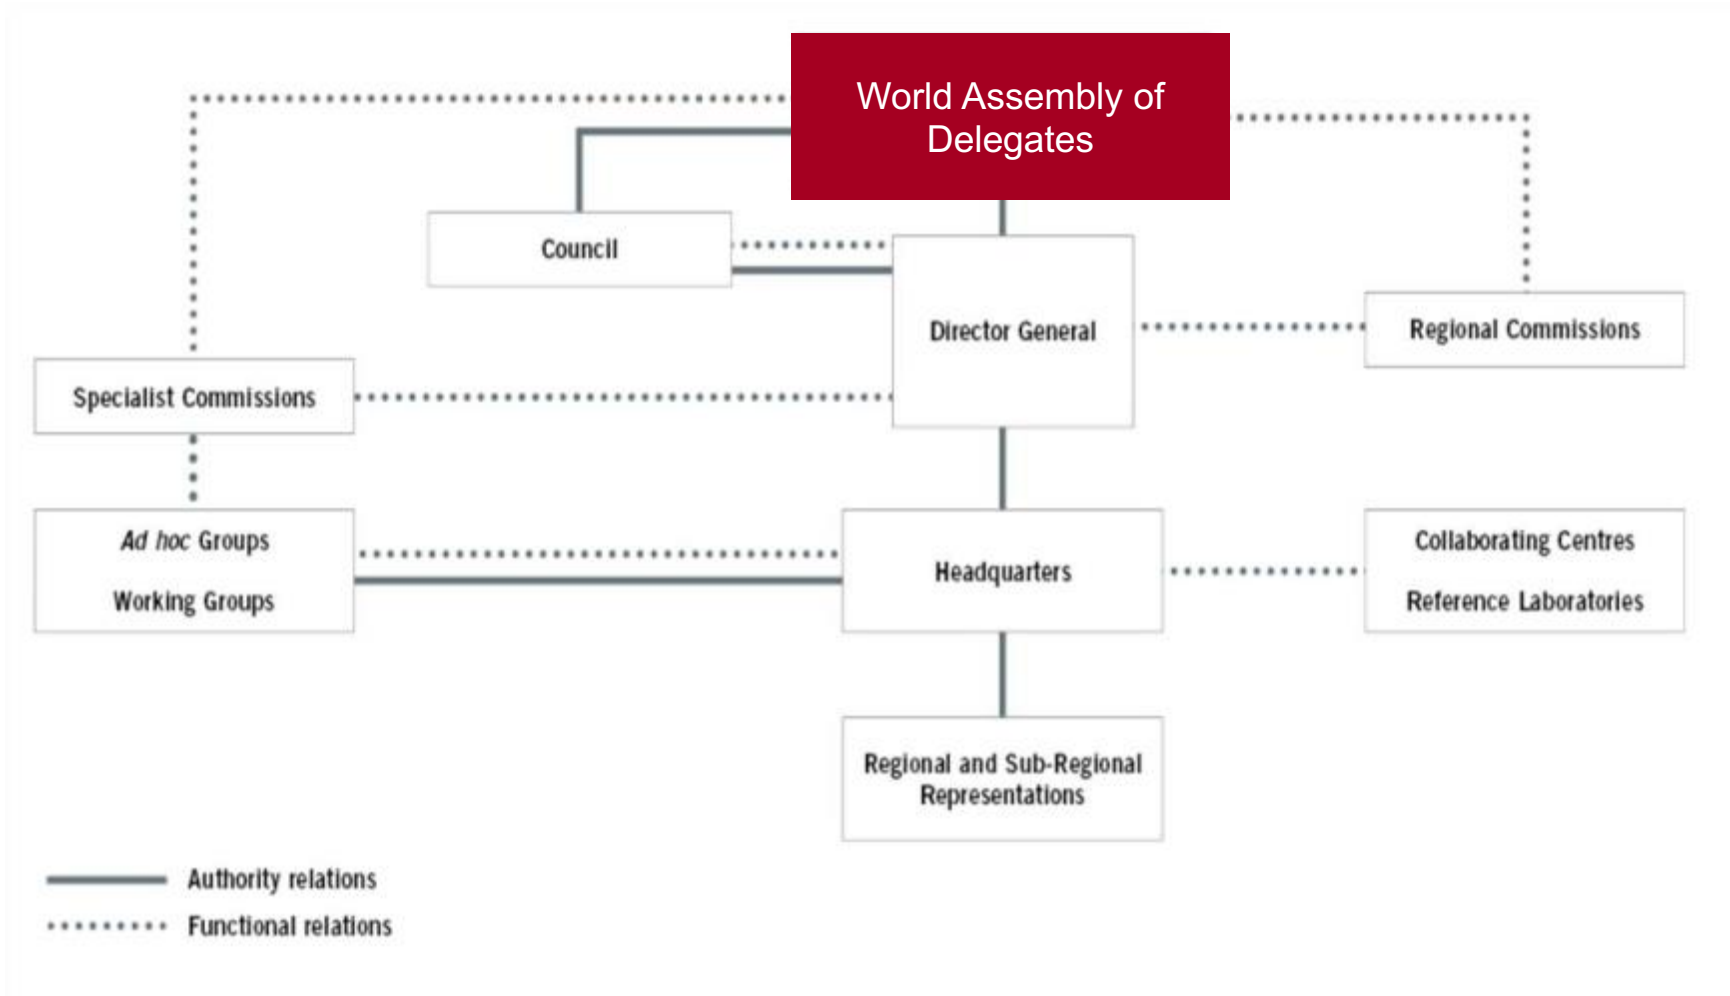 World Assembly of
Delegates
Council
Director General
Regional Commissions
Specialist Commissions
Ad hoc Groups
Working Groups
Headquarters
Collaborating Centres
Reference Laboratories
Regional and Sub-Regional
Representations
Authority relations
Functional relations